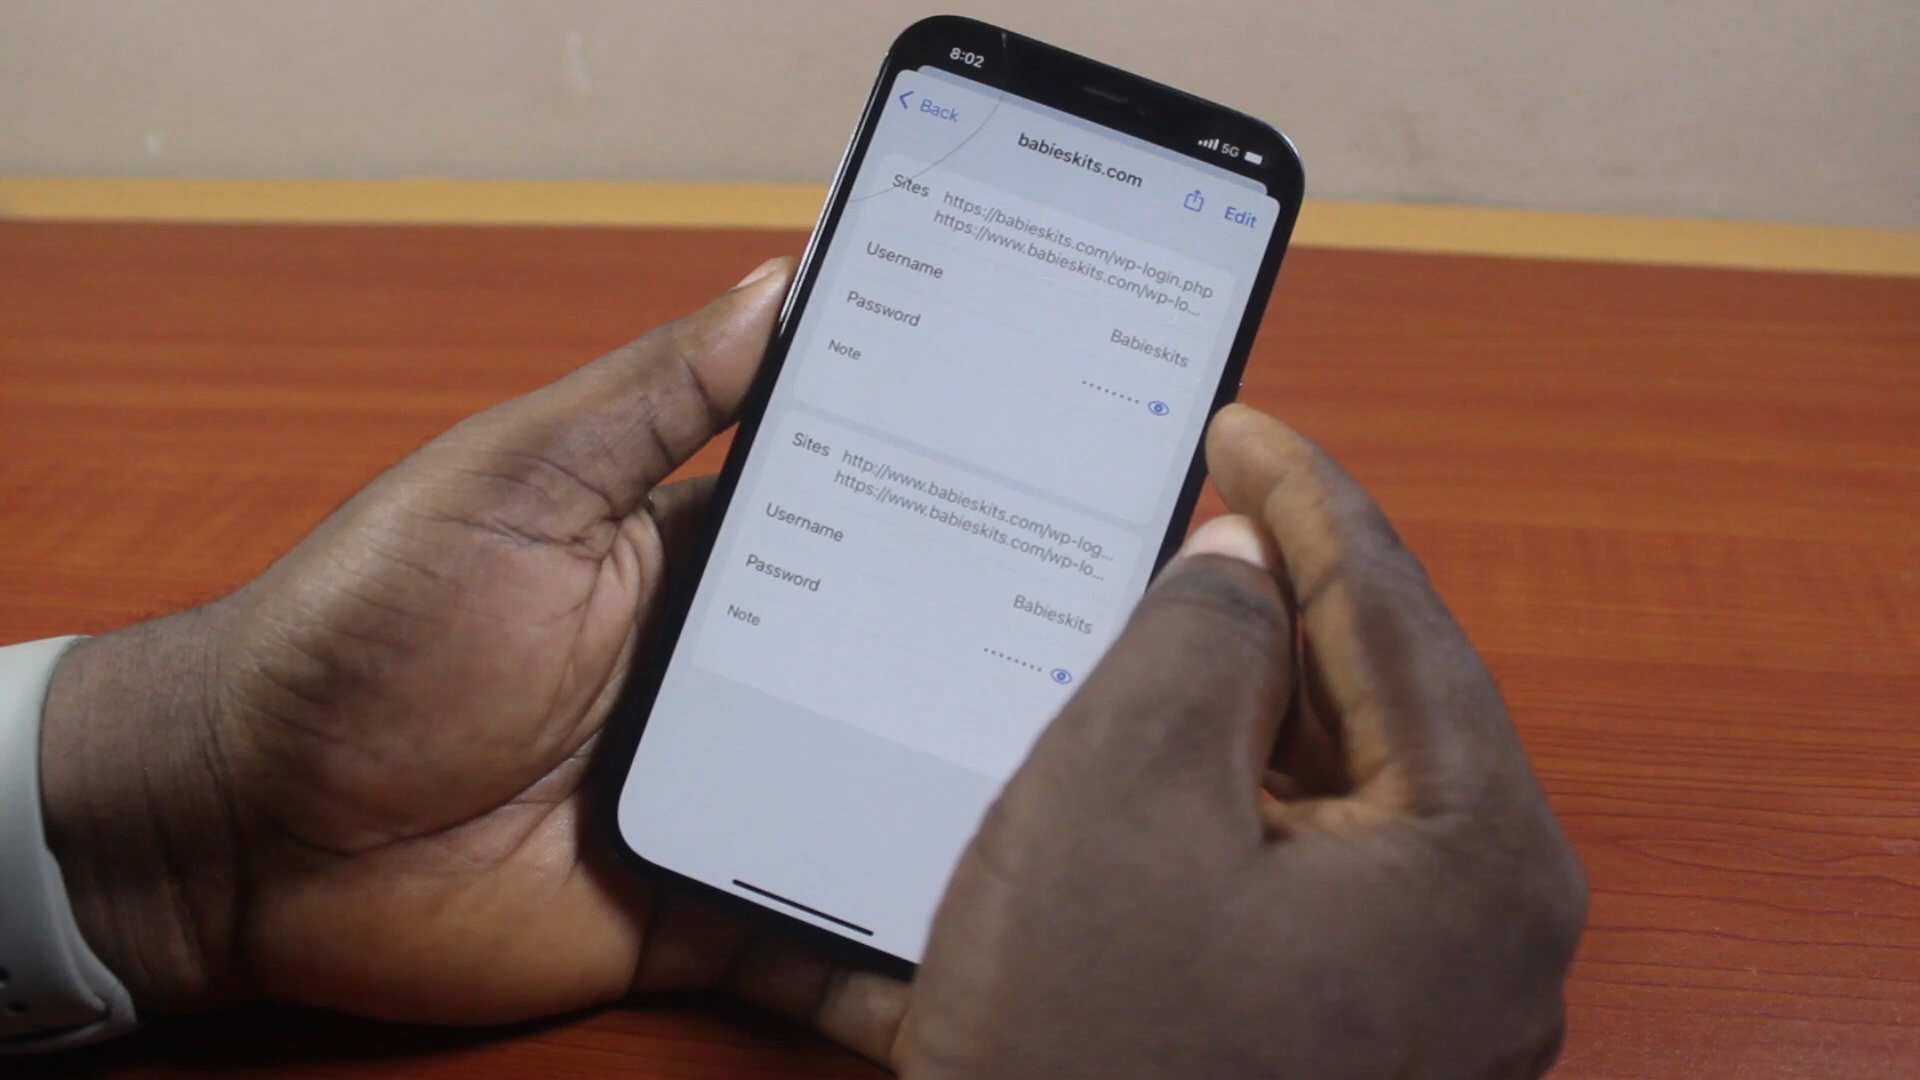 8:02
5G
Back
babieskits.com
Edit
Sites https://babieskits.com/wp-login.php
https://www.babieskits.com/wp-lo...
Username
Babieskits
Password
........
Note
Sites http://www.babieskits.com/wp-log...
https://www.babieskits.com/wp-lo...
Username
Babieskits
Password
........
Note